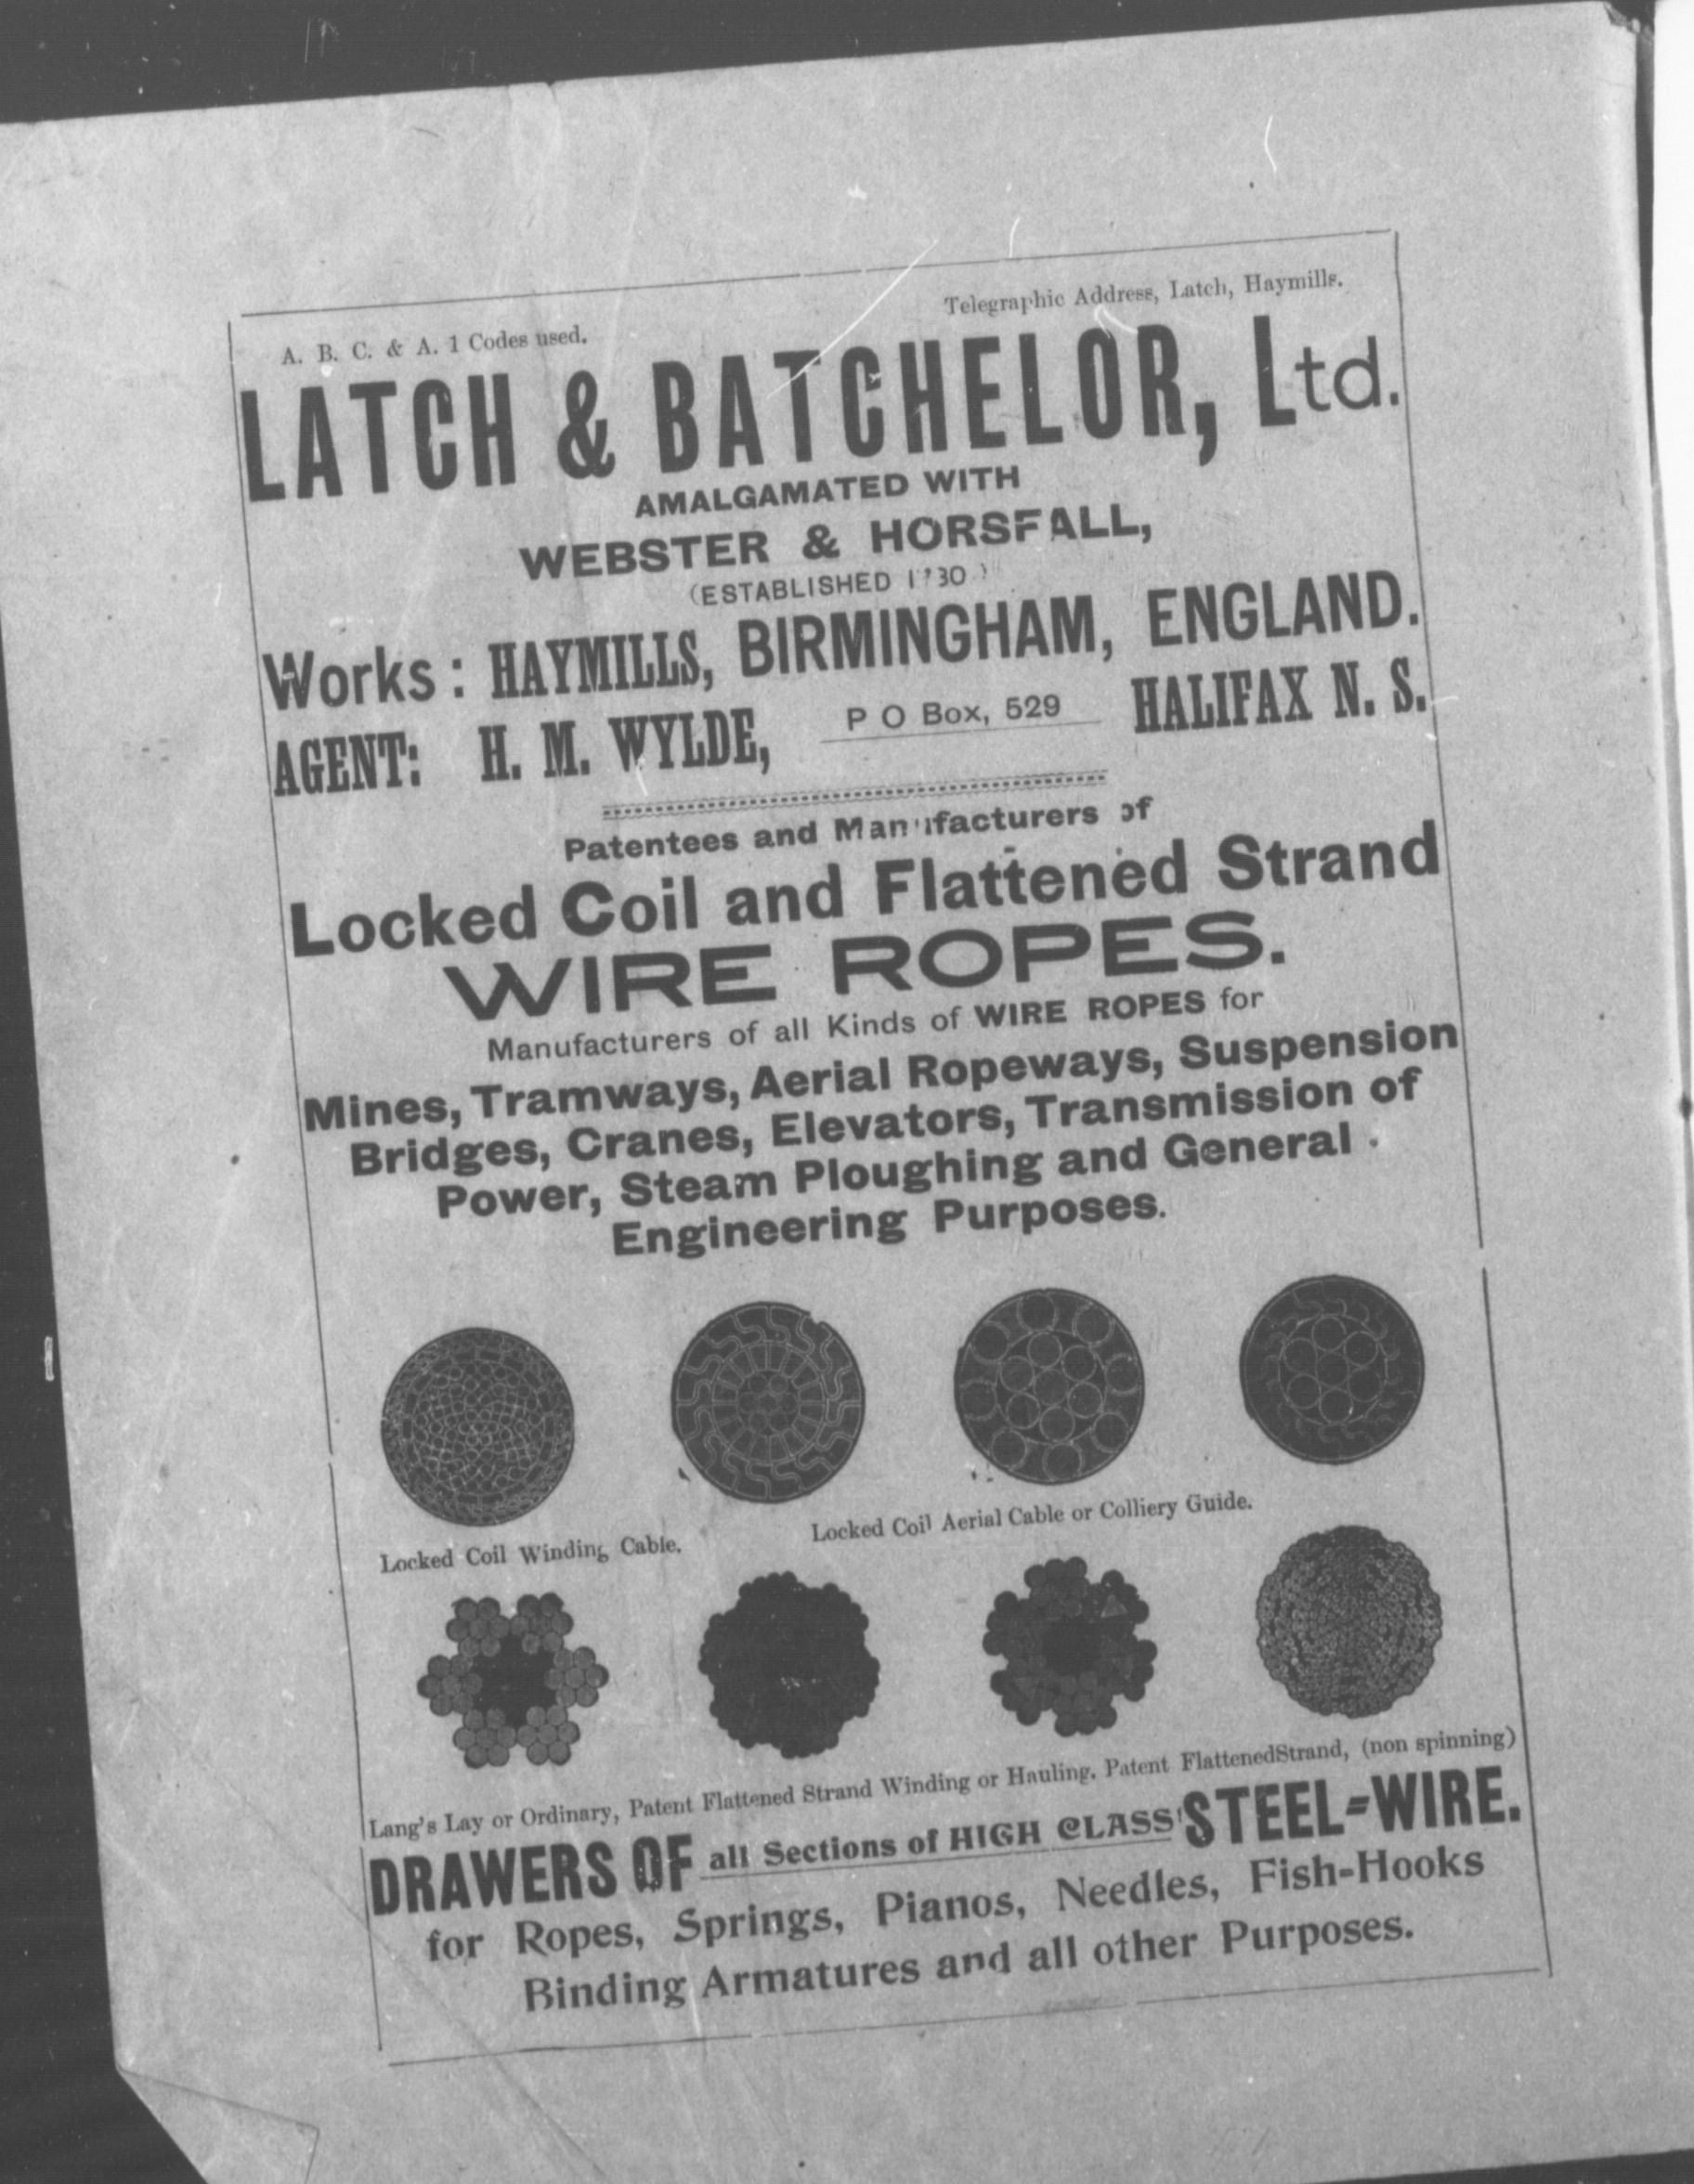 A. B. C. & A. 1 Codes used. Telegraphic Address, Latch, Haymills.
LATCH & BATCHELOR, Ltd.
AMALGAMATED WITH
WEBSTER & HORSFALL,
(ESTABLISHED
Works: HAYMILLS, BIRMINGHAM, ENGLAND.
AGENT: H. M. WYLDE, P O Box, 529 HALIFAX N. S.
Patentees and Manufacturers of
Locked Coil and Flattened Strand
WIRE ROPES.
Manufacturers of all Kinds of WIRE ROPES for
Mines, Tramways, Aerial Ropeways, Suspension
Bridges, Cranes, Elevators, Transmission of
Power, Steam Ploughing and General
Engineering Purposes.
Locked Coil Winding Cable. Locked Coil Aerial Cable or Colliery Guide.
Lang's Lay or Ordinary, Patent Flattened Strand Winding or Hauling. Patent FlattenedStrand, (non spinning)
DRAWERS OF all Sections of HIGH CLASS STEEL-WIRE.
for Ropes, Springs, Pianos, Needles, Fish-Hooks
Binding Armatures and all other Purposes.